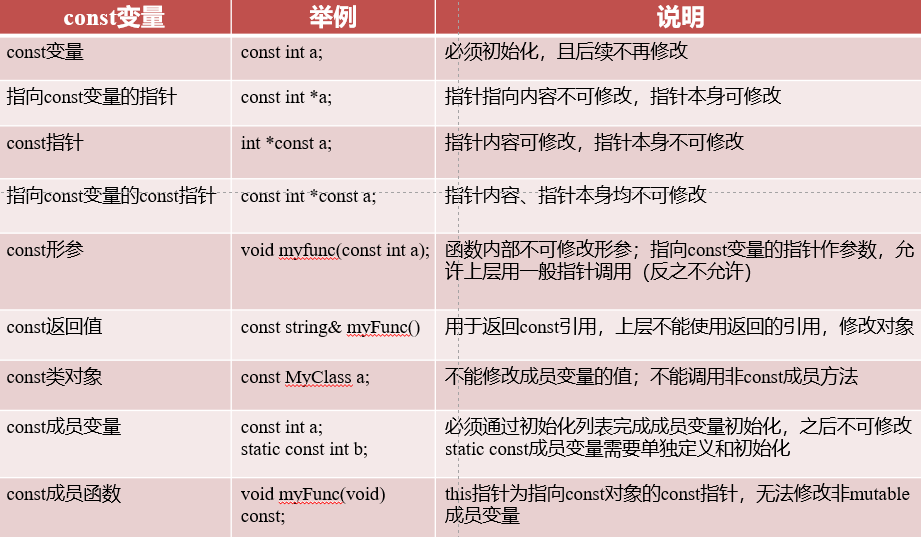 const变量 举例 说明
const变量 const int a; 必须初始化，且后续不再修改
指向const变量的指针 const int *a; 指针指向内容不可修改，指针本身可修改
const指针 int *const a; 指针内容可修改，指针本身不可修改
指向const变量的const指针 const int *const a; 指针内容、指针本身均不可修改
const形参 void myfunc(const int a); 函数内部不可修改形参；指向const变量的指针作参数，允
许上层用一般指针调用（反之不允许）
const返回值 const string& myFunc() 用于返回const引用，上层不能使用返回的引用，修改对象
const类对象 const MyClass a; 不能修改成员变量的值；不能调用非const成员方法
const成员变量 const int a; 必须通过初始化列表完成成员变量初始化，之后不可修改
static const int b; static const成员变量需要单独定义和初始化
const成员函数 void myFunc(void) this指针为指向const对象的const指针，无法修改非mutable
const; 成员变量